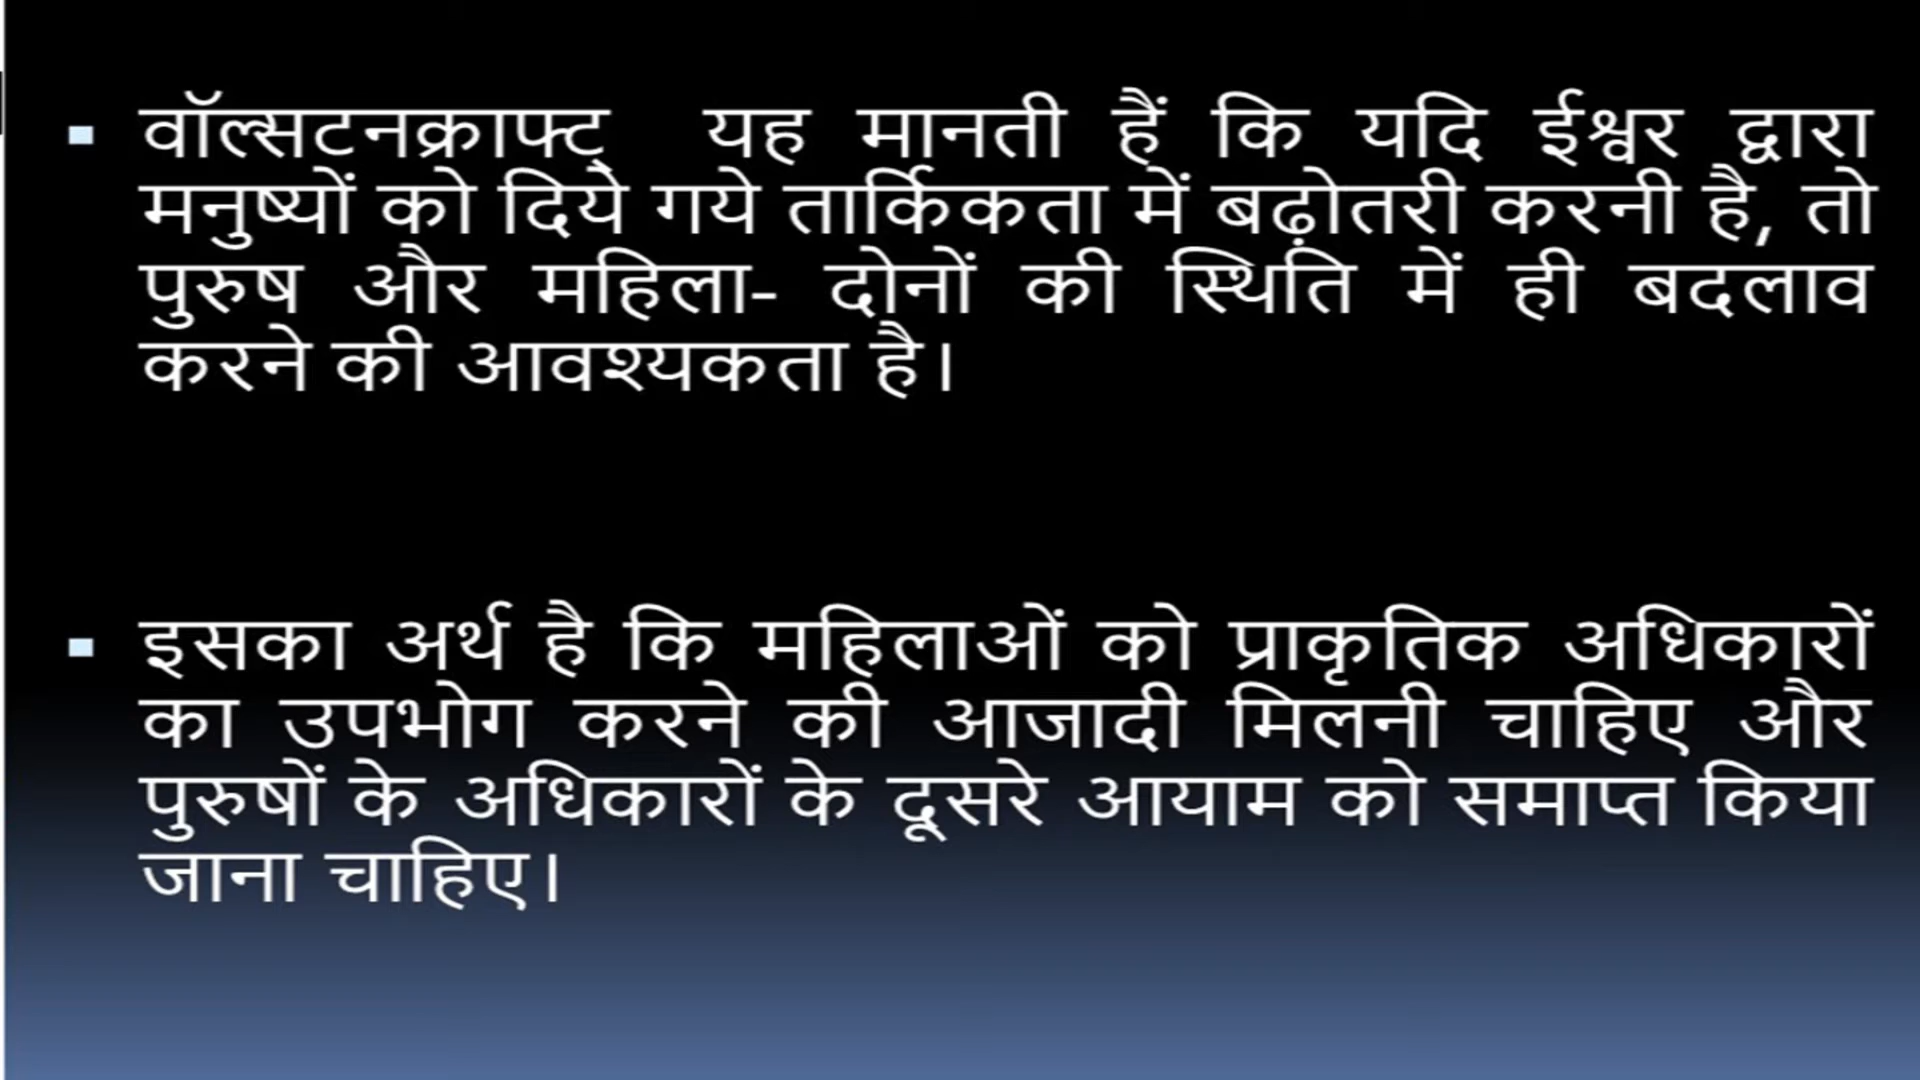 ▪ वॉल्सटनक्राफ्ट् यह मानती हैं कि यदि ईश्वर द्वारा
मनुष्यों को दिये गये तार्किकता में बढ़ोतरी करनी है, तो
पुरुष और महिला- दोनों की स्थिति में ही बदलाव
करने की आवश्यकता है।
▪ इसका अर्थ है कि महिलाओं को प्राकृतिक अधिकारों
का उपभोग करने की आजादी मिलनी चाहिए और
पुरुषों के अधिकारों के दूसरे आयाम को समाप्त किया
जाना चाहिए।